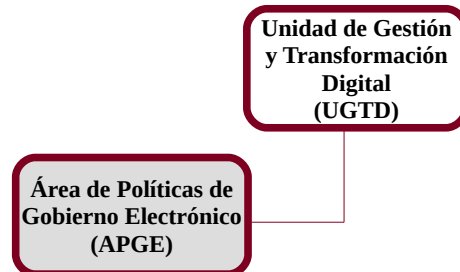 Unidad de Gestión
y Transformación
Digital
(UGTD)
Área de Políticas de
Gobierno Electrónico
(APGE)